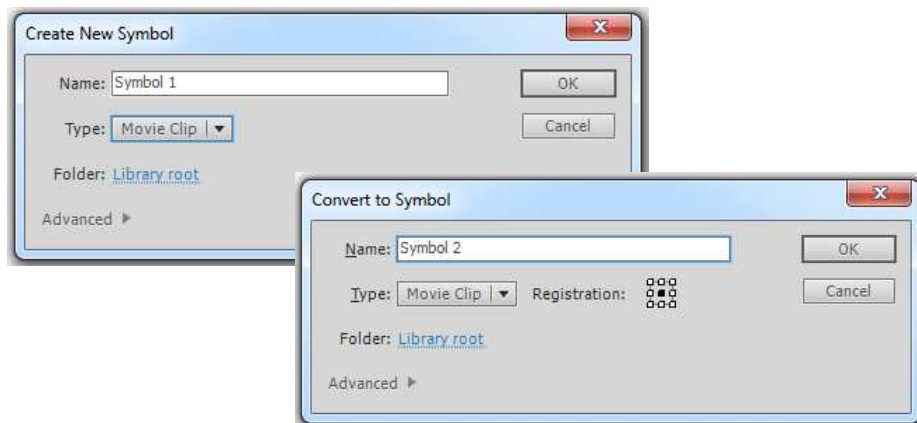 Create New Symbol
Name: Symbol 1
OK
Type: Movie Clip
Cancel
Folder: Library root
Advanced
Convert to Symbol
Name: Symbol 2
OK
Type: Movie Clip Registration:
Cancel
Folder: Library root
Advanced